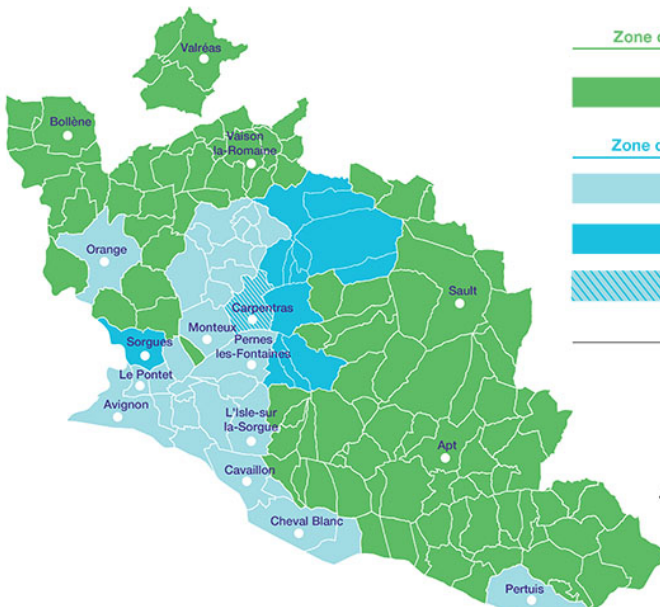 Valréas
Zone
Bollène
Vaison
la-Romaine
Zone
Orange
Sault
Carpentras
Monteux
Sorgues
Pernes
les-Fontaines
Le Pontet
Avignon
L'Isle-sur
la-Sorgue
Apt
Cavaillon
Cheval Blanc
Pertuis